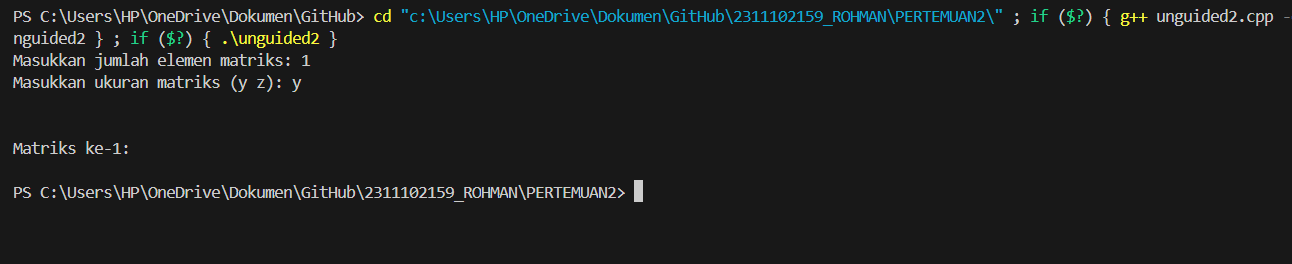 PS C:\Users\HP\OneDrive\Dokumen\GitHub> cd "c:\Users\HP\OneDrive\Dokumen\GitHub\2311102159_ROHMAN\PERTEMUAN2\" ; if ($?) { g++ unguided2.cpp -
nguided2 } ; if ($?) { .\unguided2 }
Masukkan jumlah elemen matriks: 1
Masukkan ukuran matriks (y z): y
Matriks ke-1:
PS C:\Users\HP\OneDrive\Dokumen\GitHub\2311102159_ROHMAN\PERTEMUAN2>